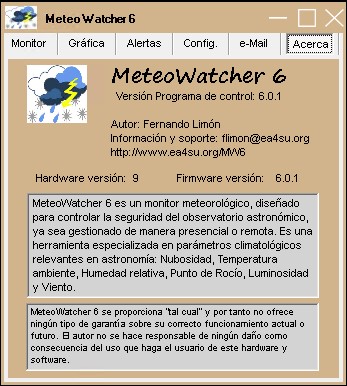 Meteo Watcher 6
Monitor Gráfica Alertas Config. e-Mail Acerca
MeteoWatcher 6
Versión Programa de control: 6.0.1
Autor: Fernando Limón
Información y soporte: flimon@ea4su.org
http://www.ea4su.org/MW6
Hardware versión: 9 Firmware versión: 6.0.1
MeteoWatcher 6 es un monitor meteorológico, diseñado
para controlar la seguridad del observatorio astronómico,
ya sea gestionado de manera presencial o remota. Es una
herramienta especializada en parámetros climatológicos
relevantes en astronomía: Nubosidad, Temperatura
ambiente, Humedad relativa, Punto de Rocío, Luminosidad
y Viento.
MeteoWatcher 6 se proporciona "tal cual" y por tanto no ofrece
ningún tipo de garantía sobre su correcto funcionamiento actual o
futuro. El autor no se hace responsable de ningún daño como
consecuencia del uso que haga el usuario de este hardware y
software.